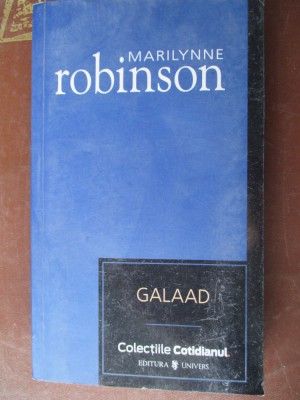 MARILYNNE
robinson
GALAAD
Colecțiile Cotidianul.
EDITURA UNIVERS